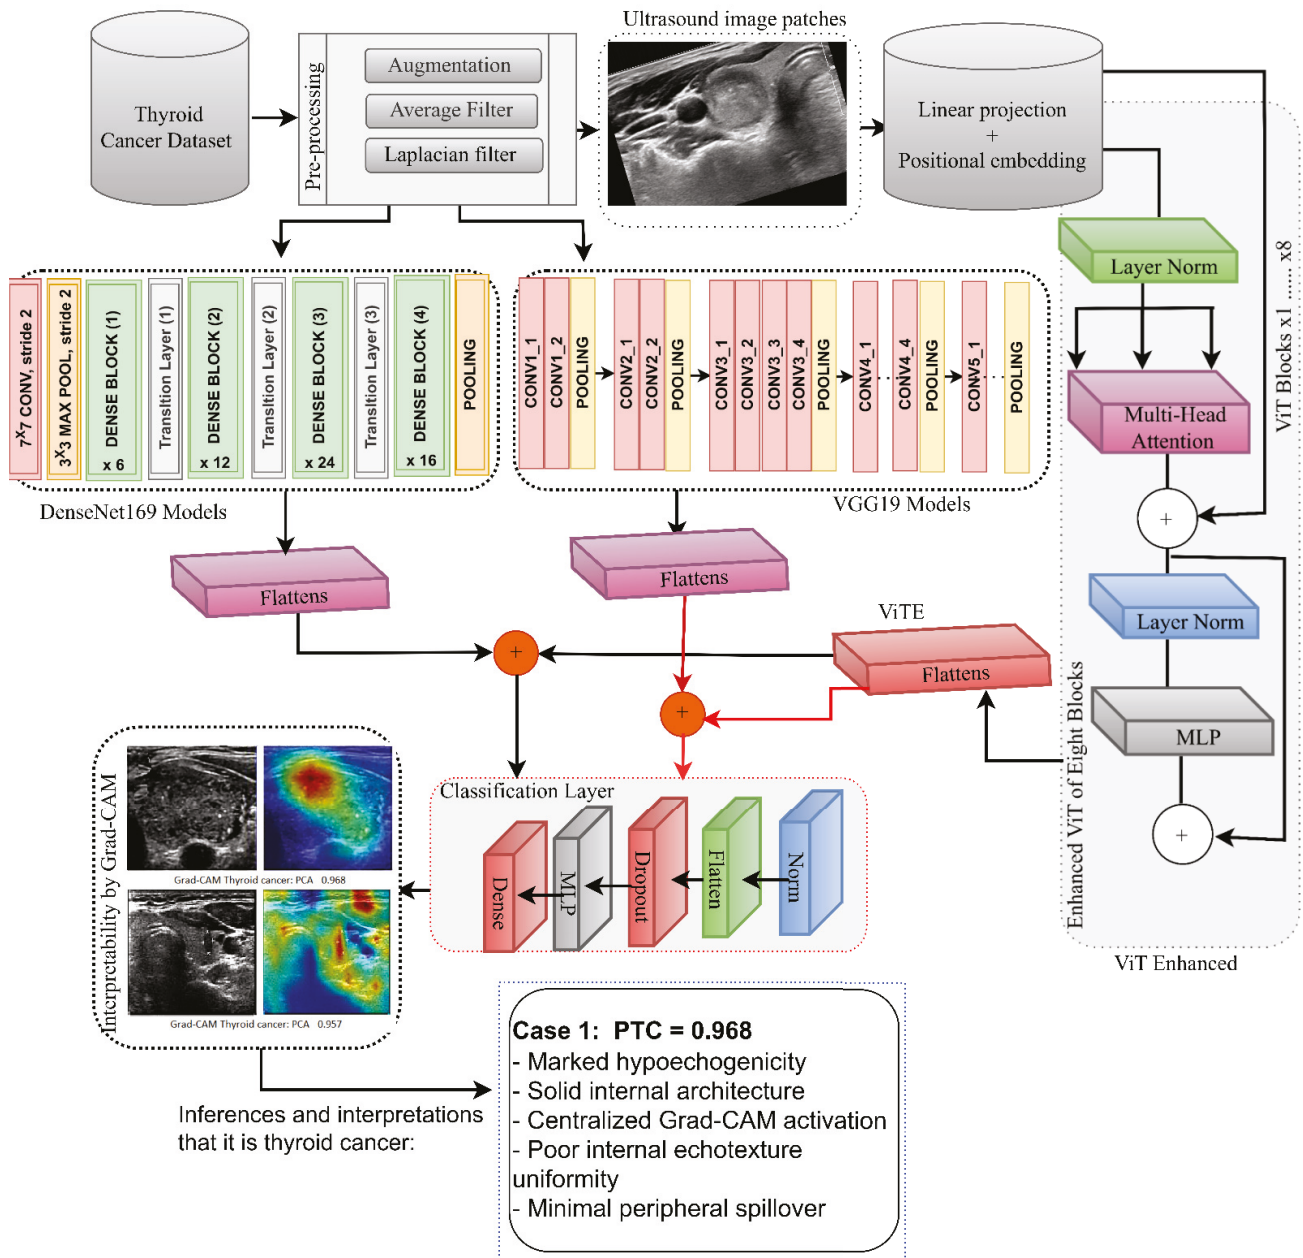 Ultrasound image patches
Thyroid
Cancer Dataset
Pre-processing
Augmentation
Average Filter
Laplacian filter
Linear projection
+
Positional embedding
7x7 CONV, stride 2
3x3 MAX POOL, stride 2
DENSE BLOCK (1)
x 6
Transition Layer (1)
DENSE BLOCK (2)
x 12
Transition Layer (2)
DENSE BLOCK (3)
x 24
Transition Layer (3)
DENSE BLOCK (4)
x 16
POOLING
DenseNet169 Models
CONV1_1
CONV1_2
POOLING
CONV2_1
CONV2_2
POOLING
CONV3_1
CONV3_2
CONV3_3
CONV3_4
POOLING
CONV4_1
CONV4_4
POOLING
CONV5_1
POOLING
VGG19 Models
Layer Norm
Multi-Head
Attention
+
Layer Norm
MLP
+
ViT Blocks x1 ....... x8
Enhanced ViT of Eight Blocks
ViT Enhanced
Flattens
Flattens
ViTE
Flattens
+
+
Classification Layer
Dense
MLP
Dropout
Flatten
Norm
Interpretability by Grad-CAM
Grad-CAM Thyroid cancer: PCA 0.968
Grad-CAM Thyroid cancer: PCA 0.957
Inferences and interpretations
that it is thyroid cancer:
Case 1: PTC = 0.968
- Marked hypoechogenicity
- Solid internal architecture
- Centralized Grad-CAM activation
- Poor internal echotexture
uniformity
- Minimal peripheral spillover